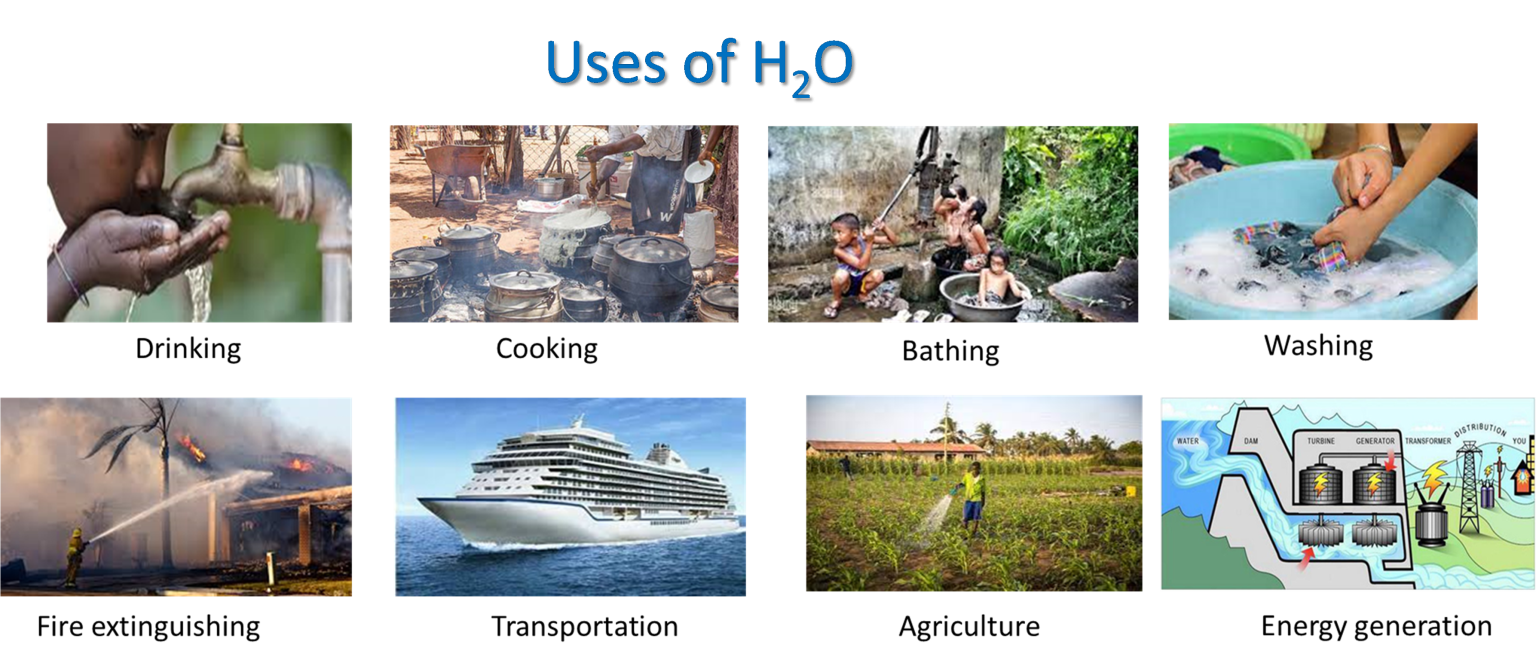 Uses of H₂O
Drinking
Cooking
Bathing
Washing
Fire extinguishing
Transportation
Agriculture
WATER
DAM
TURBINE
GENERATOR
TRANSFORMER
DISTRIBUTION
YOU
Energy generation